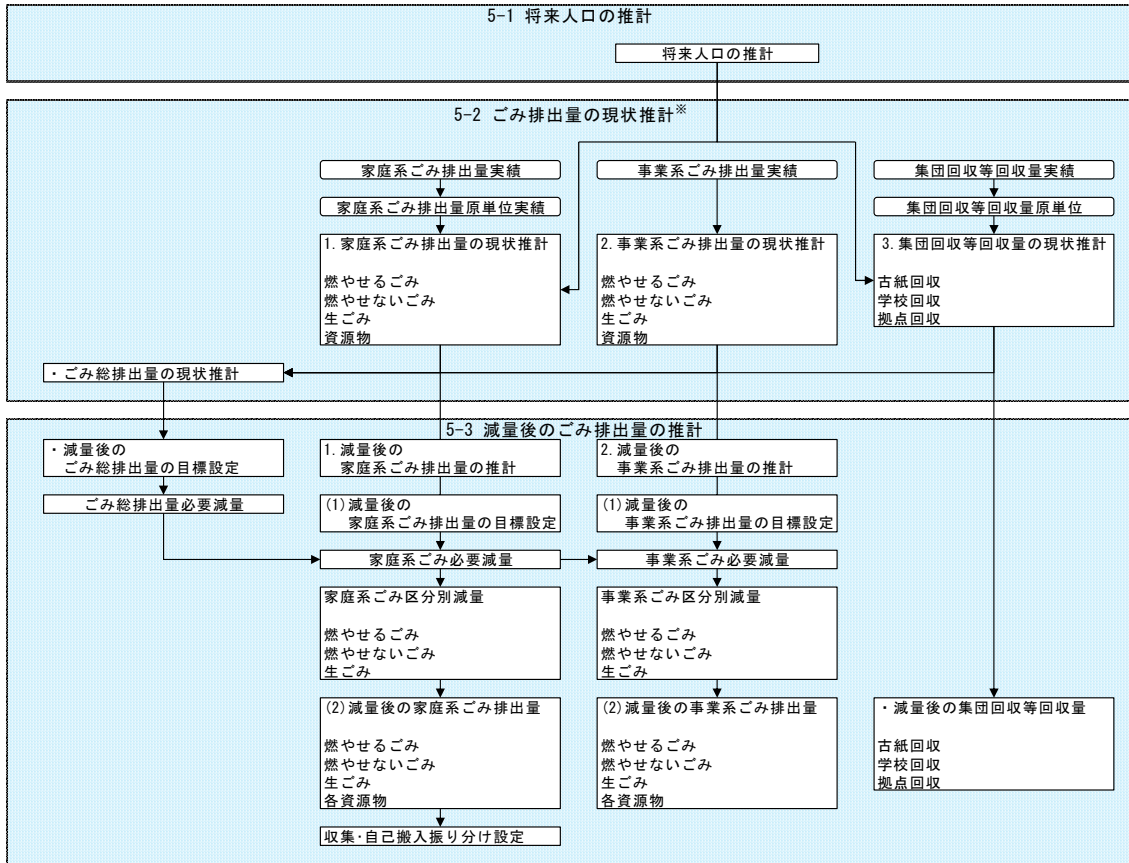 5-1 将来人口の推計
将来人口の推計
5-2 ごみ排出量の現状推計※
家庭系ごみ排出量実績
家庭系ごみ排出量原単位実績
1.家庭系ごみ排出量の現状推計
燃やせるごみ
燃やせないごみ
生ごみ
資源物
事業系ごみ排出量実績
2.事業系ごみ排出量の現状推計
燃やせるごみ
燃やせないごみ
生ごみ
資源物
集団回収等回収量実績
集団回収等回収量原単位
3.集団回収等回収量の現状推計
古紙回収
学校回収
拠点回収
・ごみ総排出量の現状推計
5-3 減量後のごみ排出量の推計
・減量後の
ごみ総排出量の目標設定
ごみ総排出量必要減量
1.減量後の
家庭系ごみ排出量の推計
(1)減量後の
家庭系ごみ排出量の目標設定
家庭系ごみ必要減量
家庭系ごみ区分別減量
燃やせるごみ
燃やせないごみ
生ごみ
(2)減量後の家庭系ごみ排出量
燃やせるごみ
燃やせないごみ
生ごみ
各資源物
収集・自己搬入振り分け設定
2.減量後の
事業系ごみ排出量の推計
(1)減量後の
事業系ごみ排出量の目標設定
事業系ごみ必要減量
事業系ごみ区分別減量
燃やせるごみ
燃やせないごみ
生ごみ
(2)減量後の事業系ごみ排出量
燃やせるごみ
燃やせないごみ
生ごみ
各資源物
・減量後の集団回収等回収量
古紙回収
学校回収
拠点回収